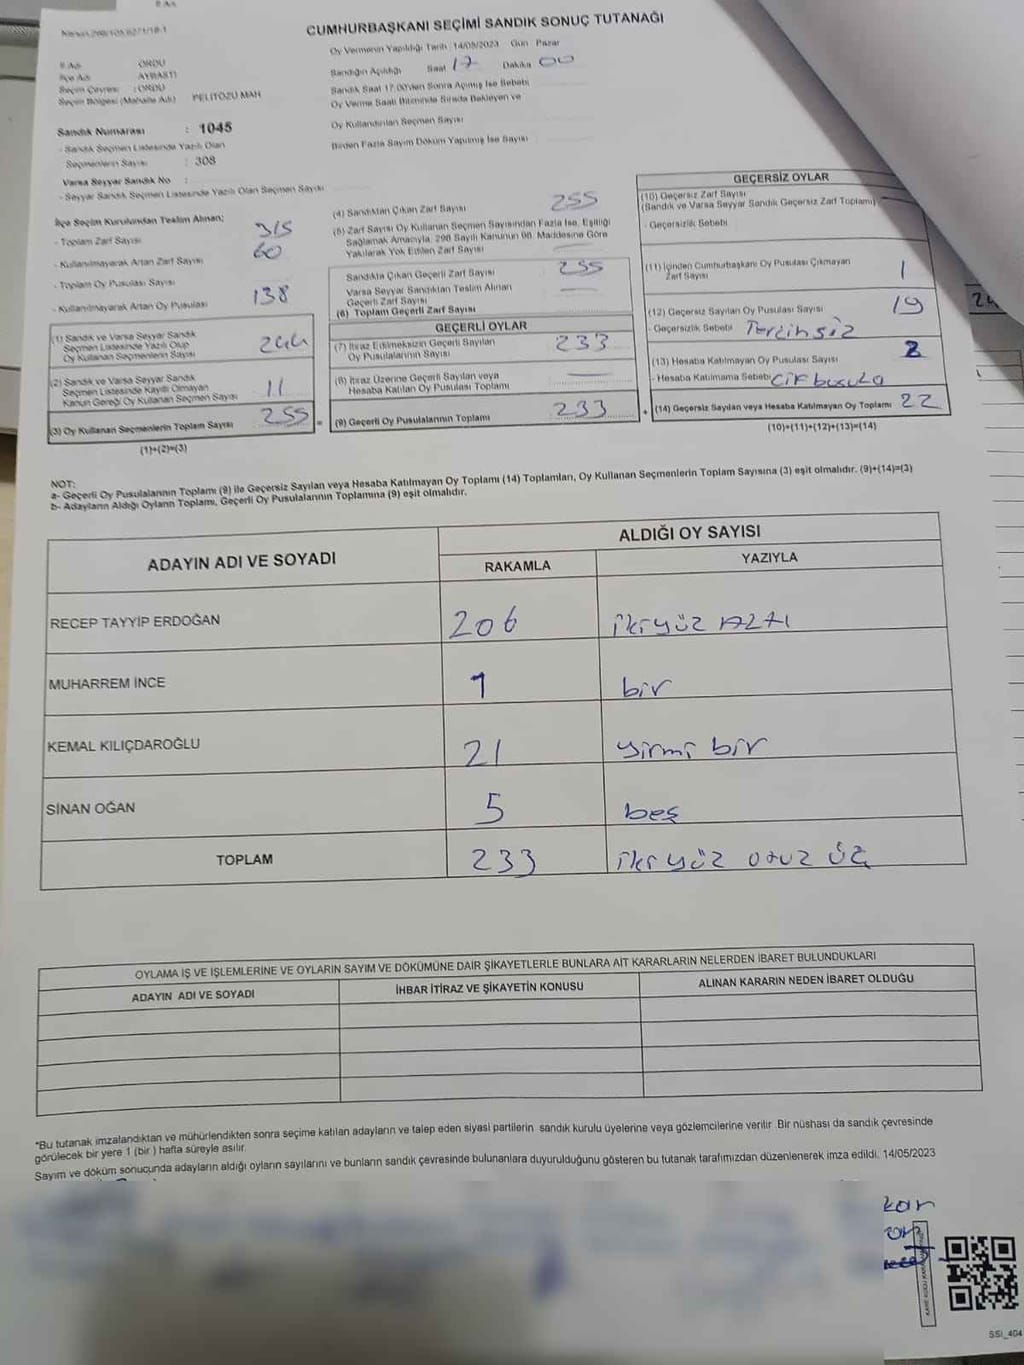 CUMHURBAŞKANI SEÇİMİ SANDIK SONUÇ TUTANAĞI
Oy Vermenin Yapıldığı Tarih :14/05/2023 Gün :Pazar
Sandığın Açıldığı Saat 17 Dakika 00
Sandık Saat 17.00'den Sonra Açımış İse Sebebi
Oy Verme Saati Bitiminde Sırada Bekleyen ve
Oy Kullandırılan Seçmen Sayısı
Birden Fazla Sayım Döküm Yapılmış İse Sayısı
İl Adı : ORDU
İlçe Adı : AYBASTI
Seçim Çevresi : ORDU
Seçim Bölgesi (Mahalle Adı) : PELİTÖZÜ MAH
Sandık Numarası : 1045
- Sandık Seçmen Listesinde Yazılı Olan
Seçmenlerin Sayısı : 308
Varsa Seyyar Sandık No :
- Seyyar Sandık Seçmen Listesinde Yazılı Olan Seçmen Sayısı
İlçe Seçim Kurulundan Teslim Alınan;
- Toplam Zarf Sayısı 315
- Kullanılmayarak Artan Zarf Sayısı 60
- Toplam Oy Pusulası Sayısı
- Kullanılmayarak Artan Oy Pusulası 138
(1) Sandık ve Varsa Seyyar Sandık
Seçmen Listesinde Yazılı Olup
Oy Kullanan Seçmenlerin Sayısı 244
(2) Sandık ve Varsa Seyyar Sandık
Seçmen Listesinde Kayıtlı Olmayan
Kanun Gereği Oy Kullanan Seçmen Sayısı 11
(3) Oy Kullanan Seçmenlerin Toplam Sayısı 255
(1)+(2)=(3)
(4) Sandıktan Çıkan Zarf Sayısı 255
(5) Zarf Sayısı Oy Kullanan Seçmen Sayısından Fazla İse, Eşitliği
Sağlamak Amacıyla, 298 Sayılı Kanunun 98. Maddesine Göre
Yakılarak Yok Edilen Zarf Sayısı
Sandıkta Çıkan Geçerli Zarf Sayısı 255
Varsa Seyyar Sandıktan Teslim Alınan
Geçerli Zarf Sayısı
(6) Toplam Geçerli Zarf Sayısı
GEÇERLİ OYLAR
(7) İtiraz Edilmeksizin Geçerli Sayılan
Oy Pusulalarının Sayısı 233
(8) İtiraz Üzerine Geçerli Sayılan veya
Hesaba Katılan Oy Pusulası Toplamı
(9) Geçerli Oy Pusulalarının Toplamı 233
GEÇERSİZ OYLAR
(10) Geçersiz Zarf Sayısı
(Sandık ve Varsa Seyyar Sandık Geçersiz Zarf Toplamı)
- Geçersizlik Sebebi
(11) İçinden Cumhurbaşkanı Oy Pusulası Çıkmayan
Zarf Sayısı 1
(12) Geçersiz Sayılan Oy Pusulası Sayısı 19
- Geçersizlik Sebebi Tercihsiz
(13) Hesaba Katılmayan Oy Pusulası Sayısı 2
- Hesaba Katılmama Sebebi Çift busula
(14) Geçersiz Sayılan veya Hesaba Katılmayan Oy Toplamı 22
(10)+(11)+(12)+(13)=(14)
NOT:
a- Geçerli Oy Pusulalarının Toplamı (9) ile Geçersiz Sayılan veya Hesaba Katılmayan Oy Toplamı (14) Toplamları, Oy Kullanan Seçmenlerin Toplam Sayısına (3) eşit olmalıdır. (9)+(14)=(3)
b- Adayların Aldığı Oyların Toplamı, Geçerli Oy Pusulalarının Toplamına (9) eşit olmalıdır.
ADAYIN ADI VE SOYADI ALDIĞI OY SAYISI
RAKAMLA YAZIYLA
RECEP TAYYİP ERDOĞAN 206 ikiyüz ALTI
MUHARREM İNCE 1 bir
KEMAL KILIÇDAROĞLU 21 yirmi bir
SİNAN OĞAN 5 beş
TOPLAM 233 ikiyüz otuz üç
OYLAMA İŞ VE İŞLEMLERİNE VE OYLARIN SAYIM VE DÖKÜMÜNE DAİR ŞİKAYETLERLE BUNLARA AİT KARARLARIN NELERDEN İBARET BULUNDUKLARI
ADAYIN ADI VE SOYADI İHBAR İTİRAZ VE ŞİKAYETİN KONUSU ALINAN KARARIN NEDEN İBARET OLDUĞU
*Bu tutanak imzalandıktan ve mühürlendikten sonra seçime katılan adayların ve talep eden siyasi partilerin sandık kurulu üyelerine veya gözlemcilerine verilir. Bir nüshası da sandık çevresinde
görülecek bir yere 1 (bir ) hafta süreyle asılır.
Sayım ve döküm sonucunda adayların aldığı oyların sayılarını ve bunların sandık çevresinde bulunanlara duyurulduğunu gösteren bu tutanak tarafımızdan düzenlenerek imza edildi. 14/05/2023
SSI_404